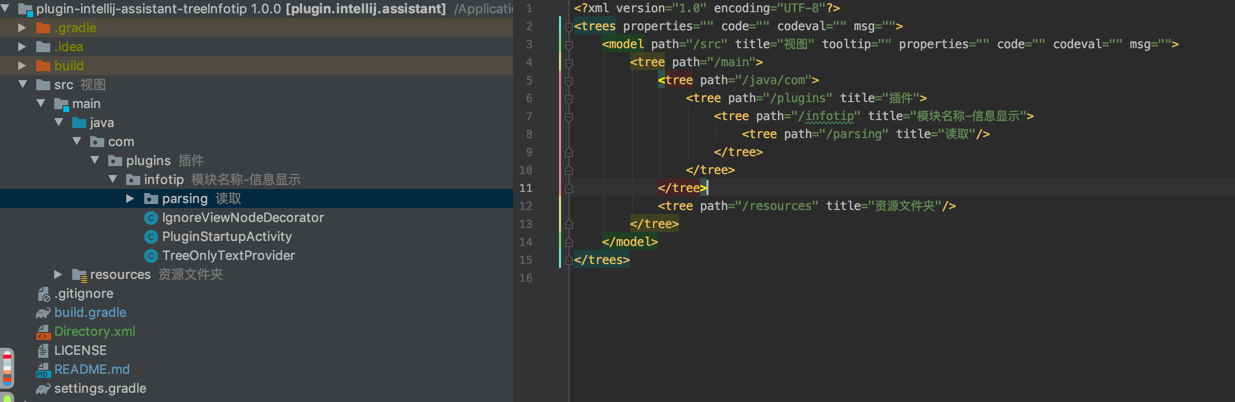 plugin-intellij-assistant-treeInfotip 1.0.0 [plugin.intellij.assistant] /Application
.gradle
.idea
build
src 视图
main
java
com
plugins 插件
infotip 模块名称-信息显示
parsing 读取
IgnoreViewNodeDecorator
PluginStartupActivity
TreeOnlyTextProvider
resources 资源文件夹
.gitignore
build.gradle
Directory.xml
LICENSE
README.md
settings.gradle
1 <?xml version="1.0" encoding="UTF-8"?>
2 <trees properties="" code="" codeval="" msg="">
3 <model path="/src" title="视图" tooltip="" properties="" code="" codeval="" msg="">
4 <tree path="/main">
5 <tree path="/java/com">
6 <tree path="/plugins" title="插件">
7 <tree path="/infotip" title="模块名称-信息显示">
8 <tree path="/parsing" title="读取"/>
9 </tree>
10 </tree>
11 </tree>
12 <tree path="/resources" title="资源文件夹"/>
13 </tree>
14 </model>
15 </trees>
16